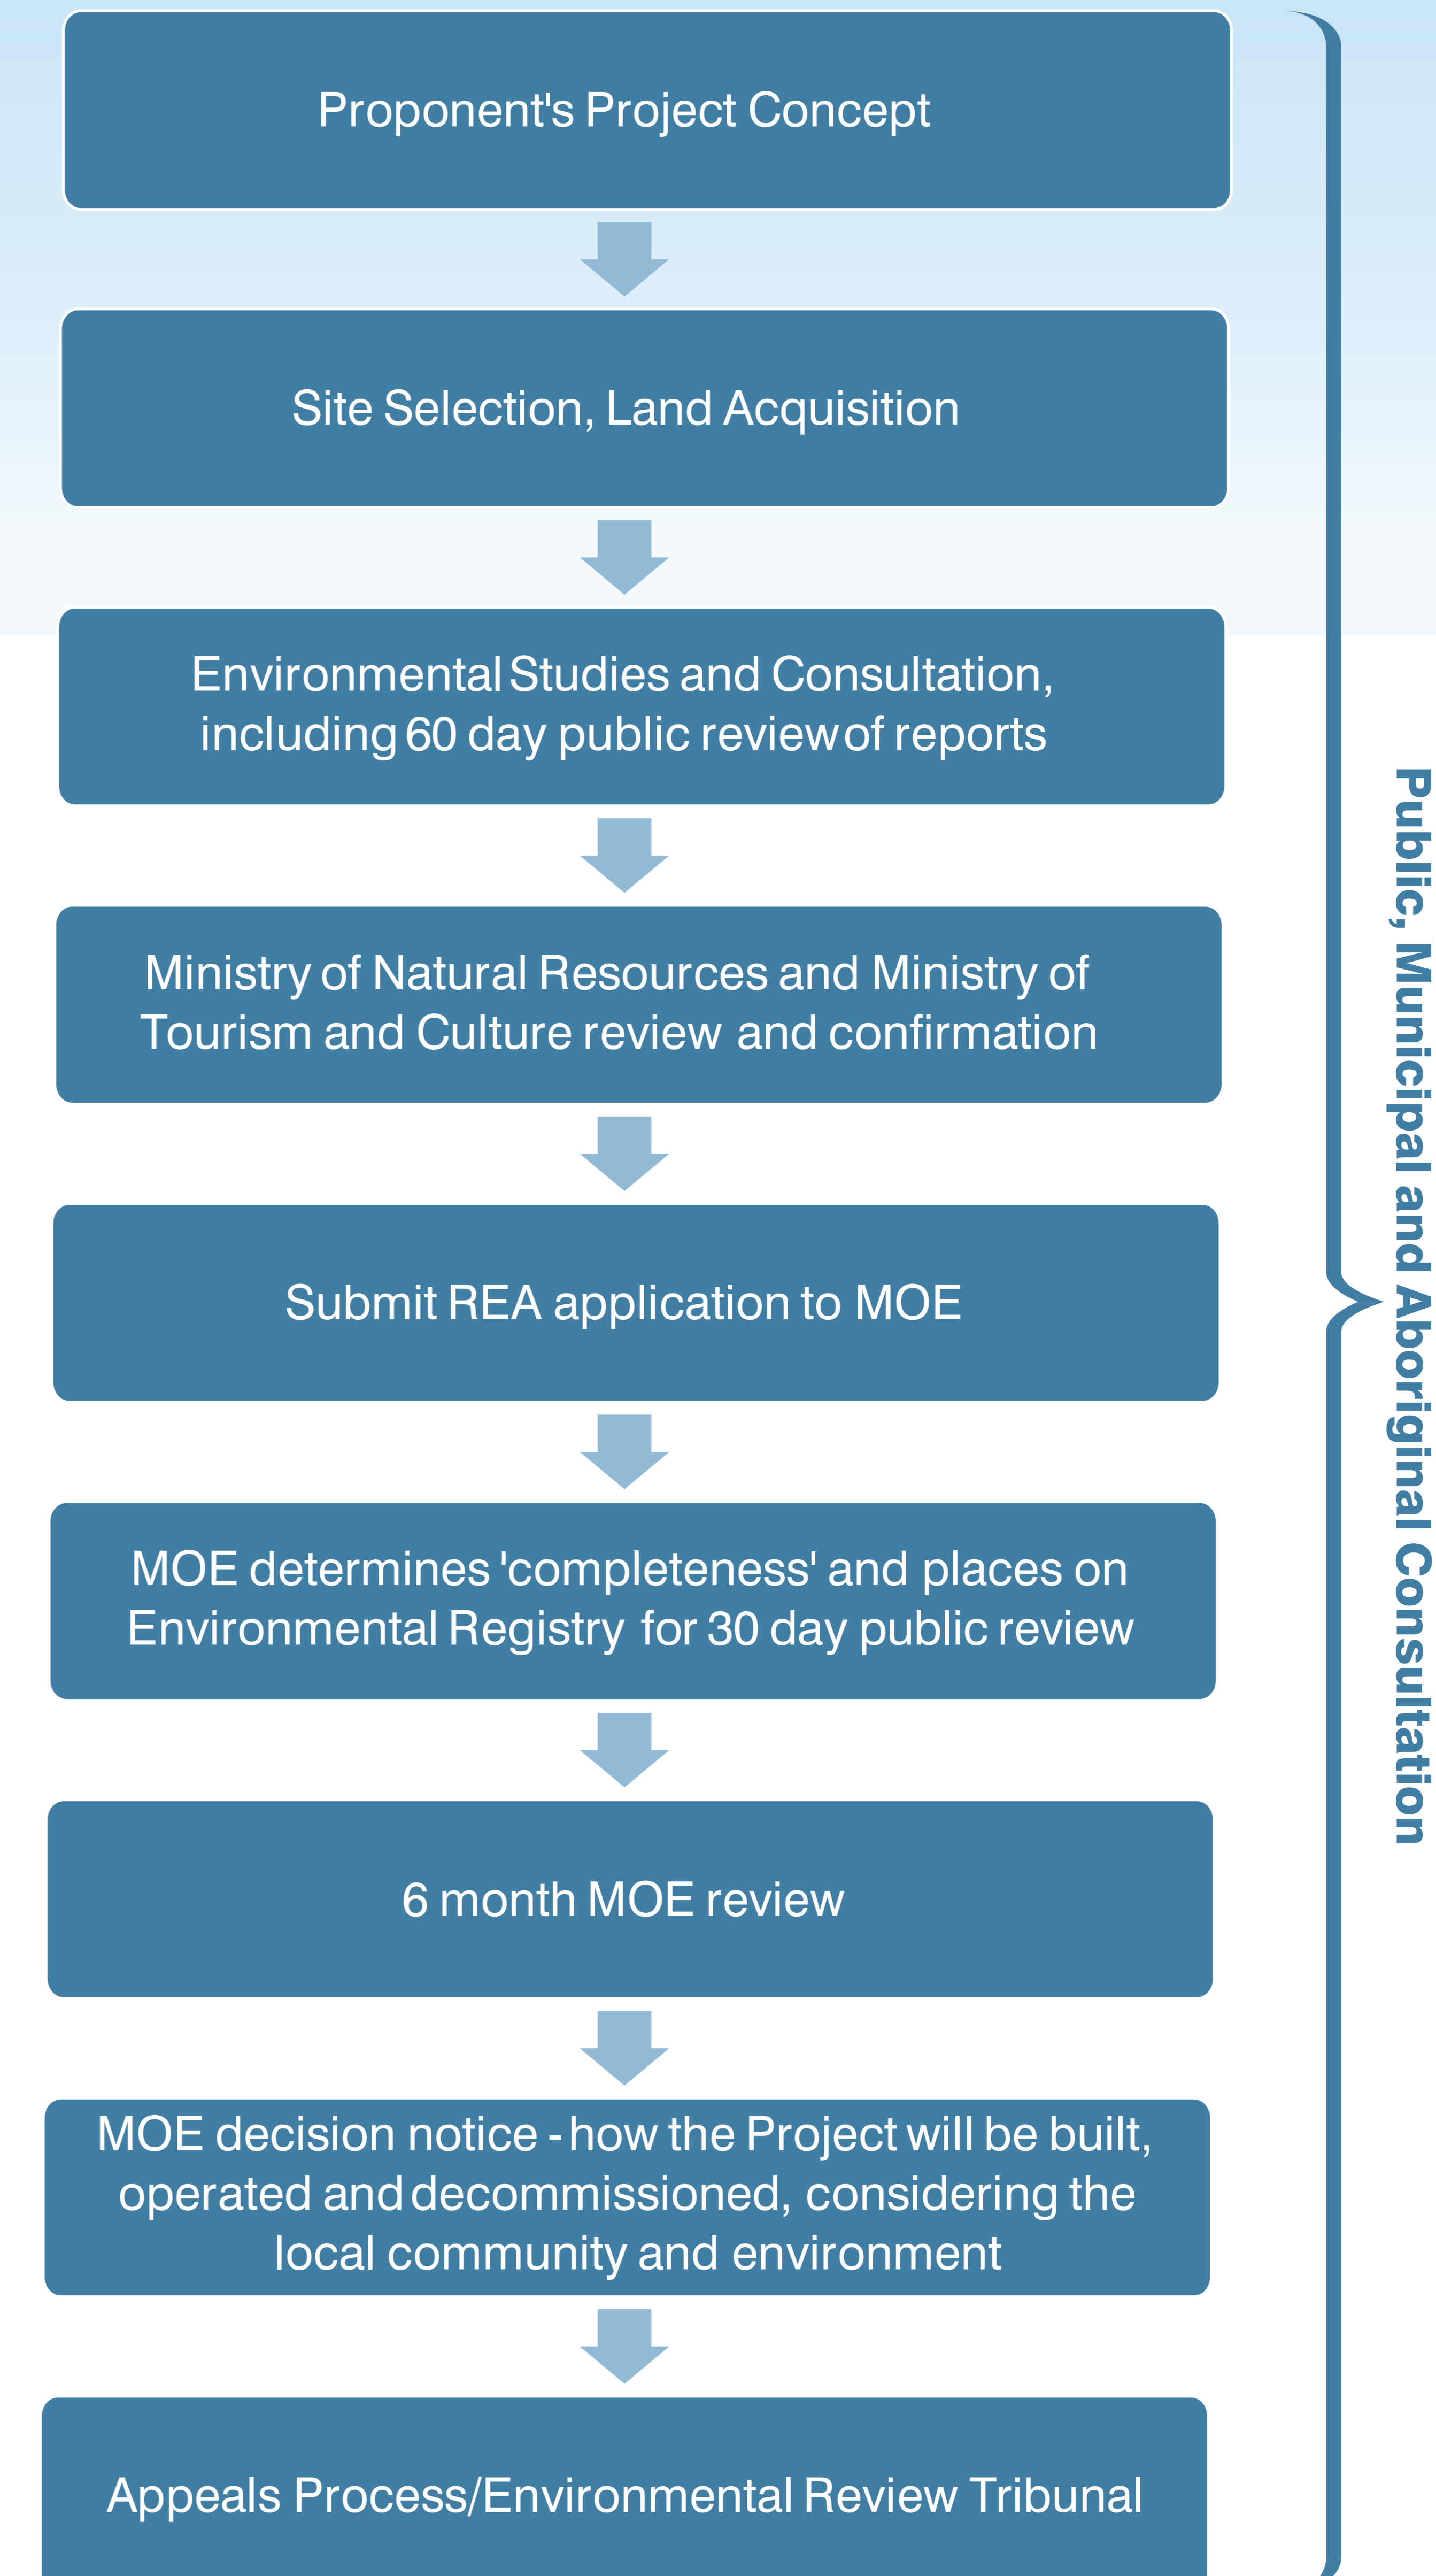 Proponent's Project Concept
Site Selection, Land Acquisition
Environmental Studies and Consultation,
including 60 day public review of reports
Ministry of Natural Resources and Ministry of
Tourism and Culture review and confirmation
Submit REA application to MOE
MOE determines 'completeness' and places on
Environmental Registry for 30 day public review
6 month MOE review
MOE decision notice - how the Project will be built,
operated and decommissioned, considering the
local community and environment
Appeals Process/Environmental Review Tribunal
Public, Municipal and Aboriginal Consultation